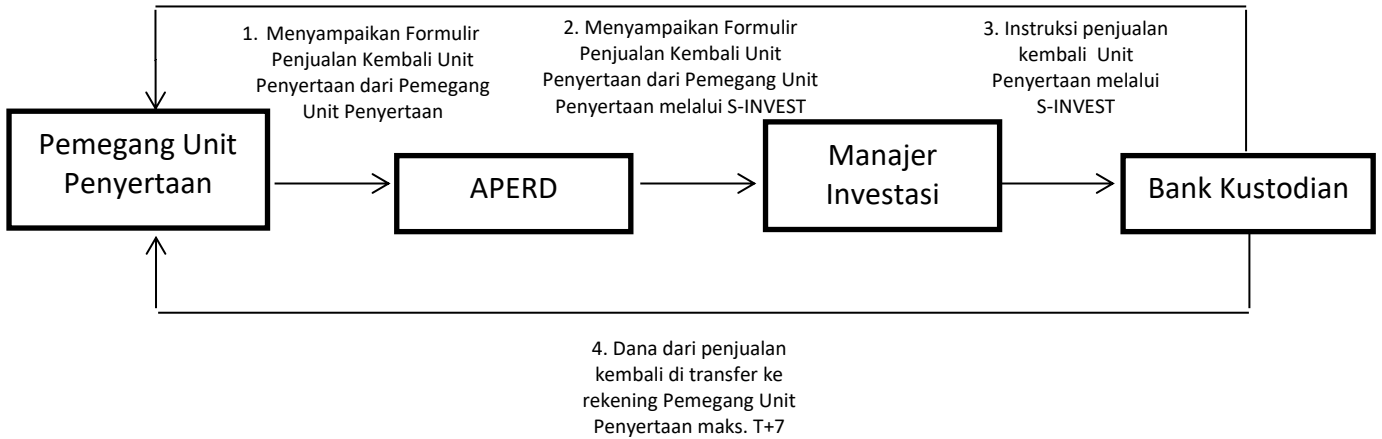 1. Menyampaikan Formulir
Penjualan Kembali Unit
Penyertaan dari Pemegang
Unit Penyertaan
2. Menyampaikan Formulir
Penjualan Kembali Unit
Penyertaan dari Pemegang Unit
Penyertaan melalui S-INVEST
3. Instruksi penjualan
kembali Unit
Penyertaan melalui
S-INVEST
Pemegang Unit
Penyertaan
APERD
Manajer
Investasi
Bank Kustodian
4. Dana dari penjualan
kembali di transfer ke
rekening Pemegang Unit
Penyertaan maks. T+7